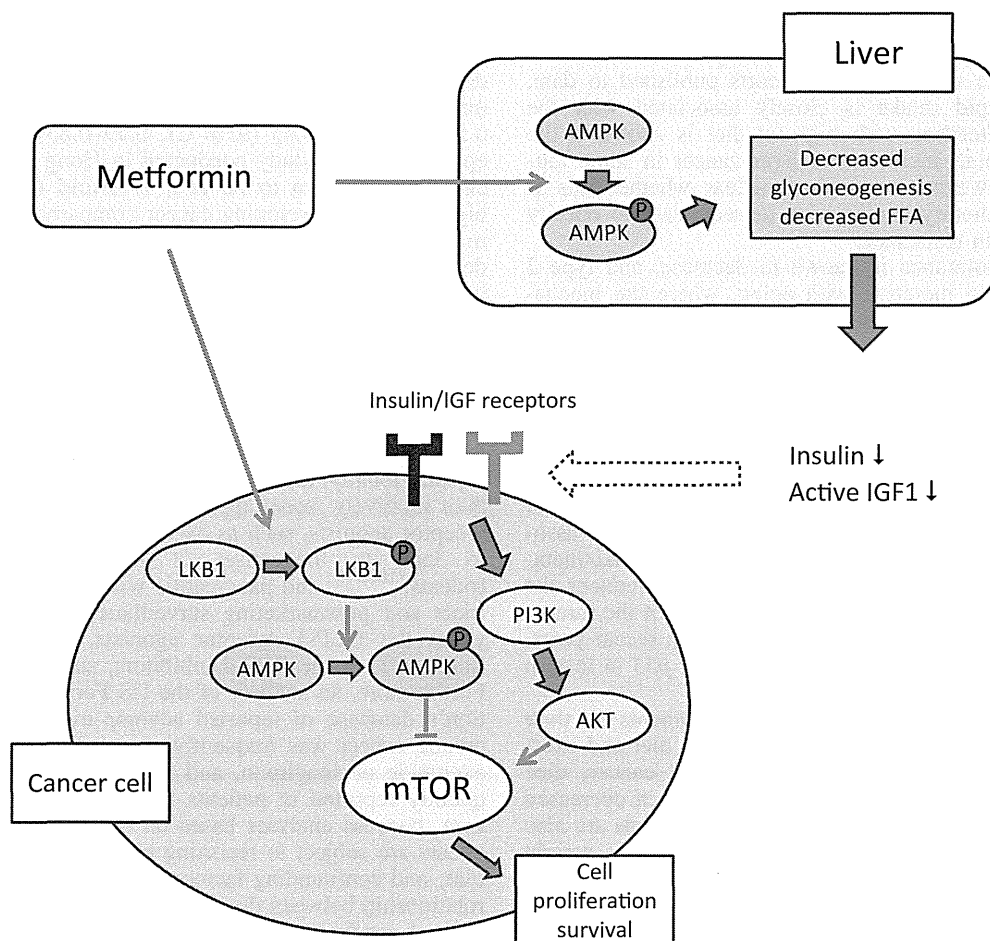 Liver
AMPK
P
AMPK
Decreased
glyconeogenesis
decreased FFA
Metformin
Insulin/IGF receptors
Insulin ↓
Active IGF1 ↓
LKB1
P
LKB1
PI3K
AMPK
P
AMPK
AKT
Cancer cell
mTOR
Cell
proliferation
survival